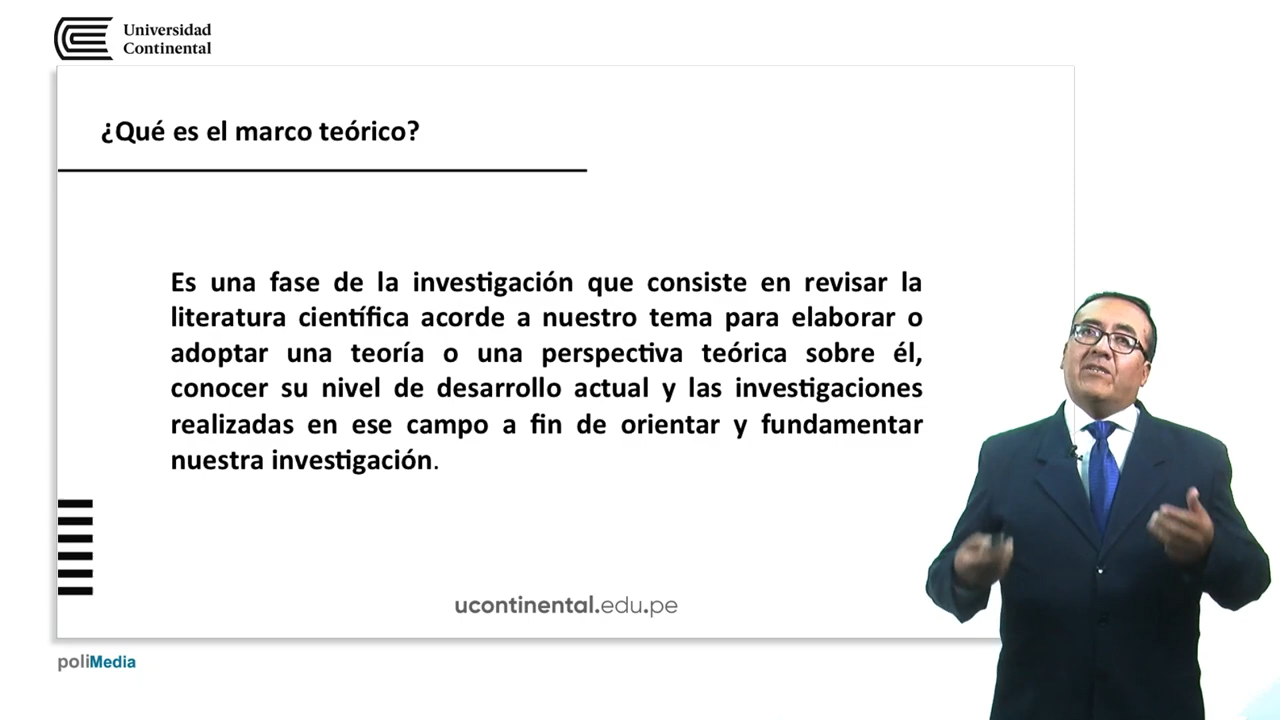 Universidad
Continental
¿Qué es el marco teórico?
Es una fase de la investigación que consiste en revisar la
literatura científica acorde a nuestro tema para elaborar o
adoptar una teoría o una perspectiva teórica sobre él,
conocer su nivel de desarrollo actual y las investigaciones
realizadas en ese campo a fin de orientar y fundamentar
nuestra investigación.
ucontinental.edu.pe
poliMedia